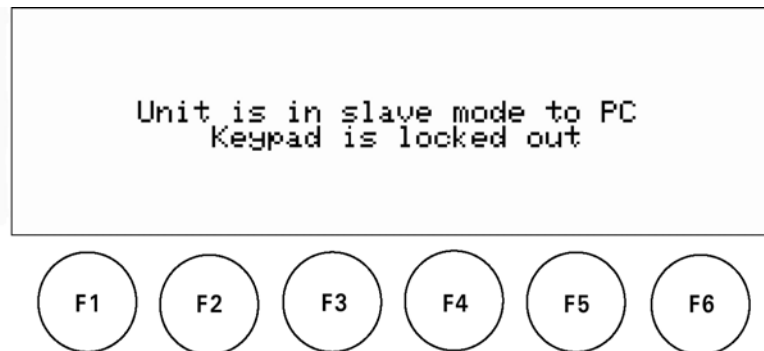 Unit is in slave mode to PC
Keypad is locked out
F1 F2 F3 F4 F5 F6